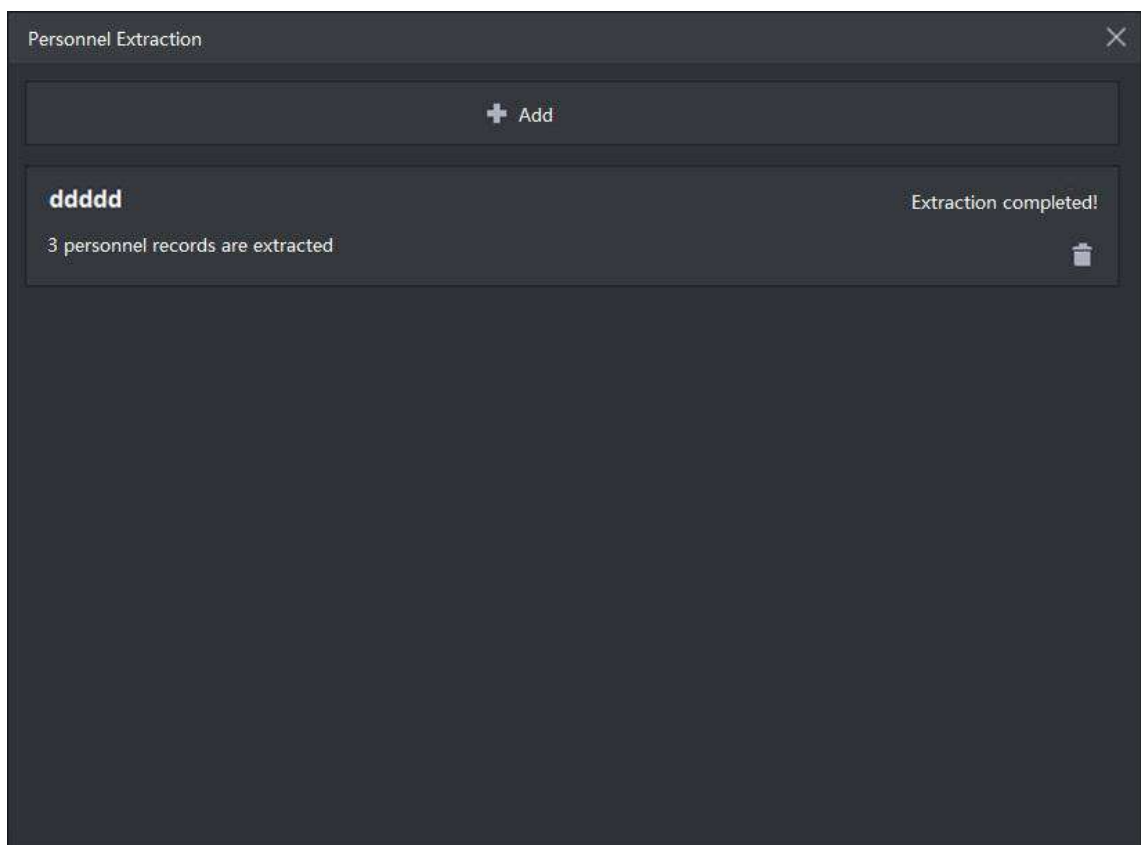 Personnel Extraction
Add
ddddd
Extraction completed!
3 personnel records are extracted